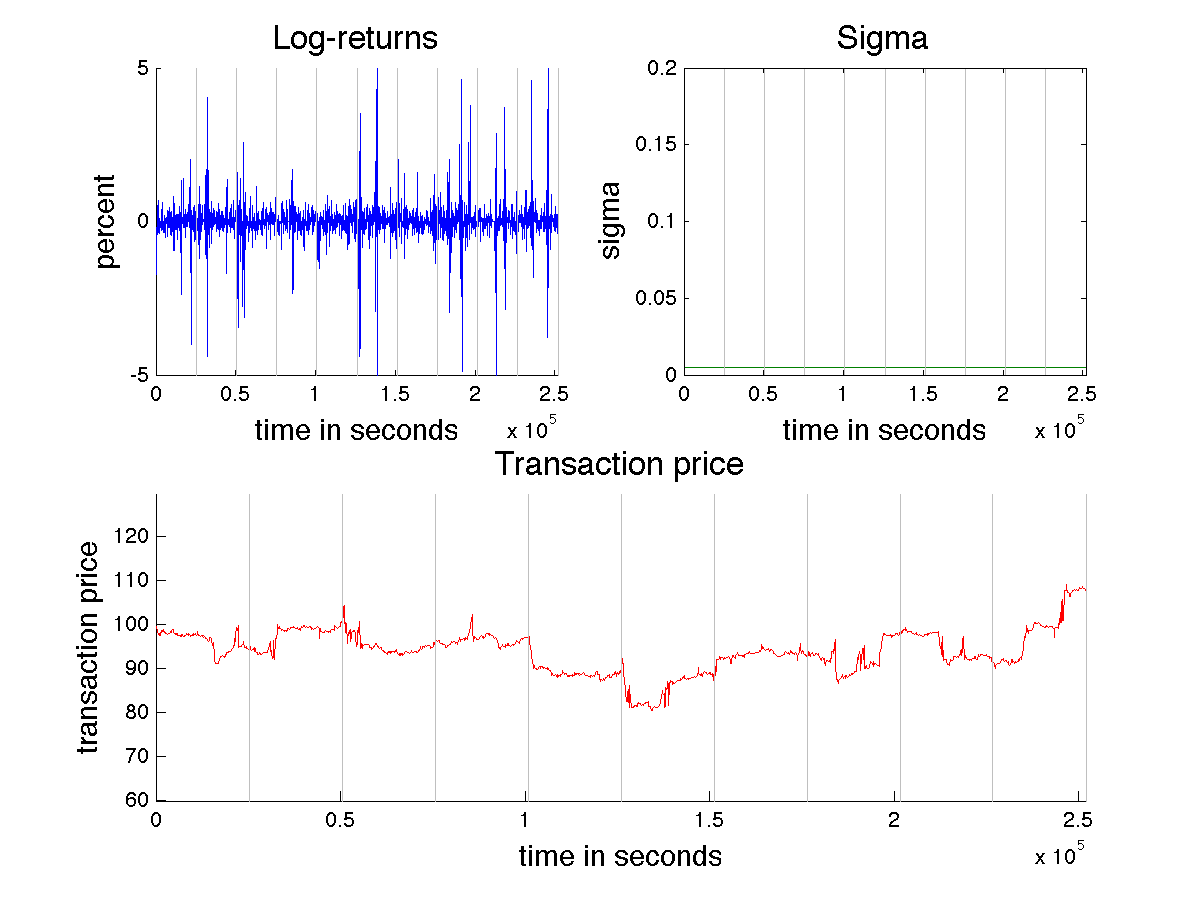 Log-returns
5
0
-5
percent
0 0.5 1 1.5 2 2.5
time in seconds
x 10^5
Sigma
0.2
0.15
0.1
0.05
0
sigma
0 0.5 1 1.5 2 2.5
time in seconds
x 10^5
Transaction price
120
110
100
90
80
70
60
transaction price
0 0.5 1 1.5 2 2.5
time in seconds
x 10^5